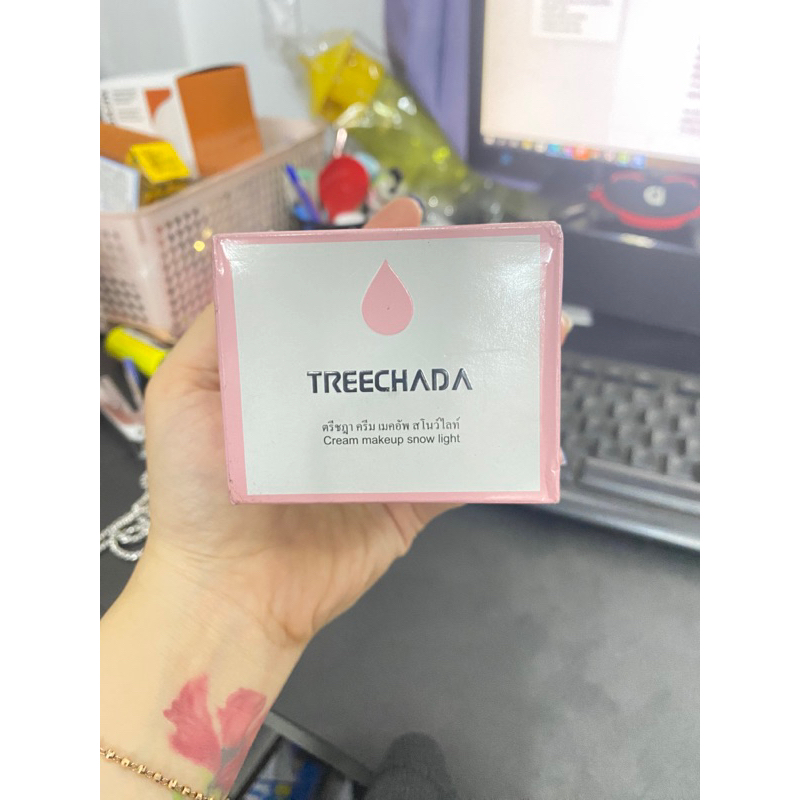 TREECHADA
ตรีชฎา ครีม เมคอัพ สโนว์ไลท์
Cream makeup snow light